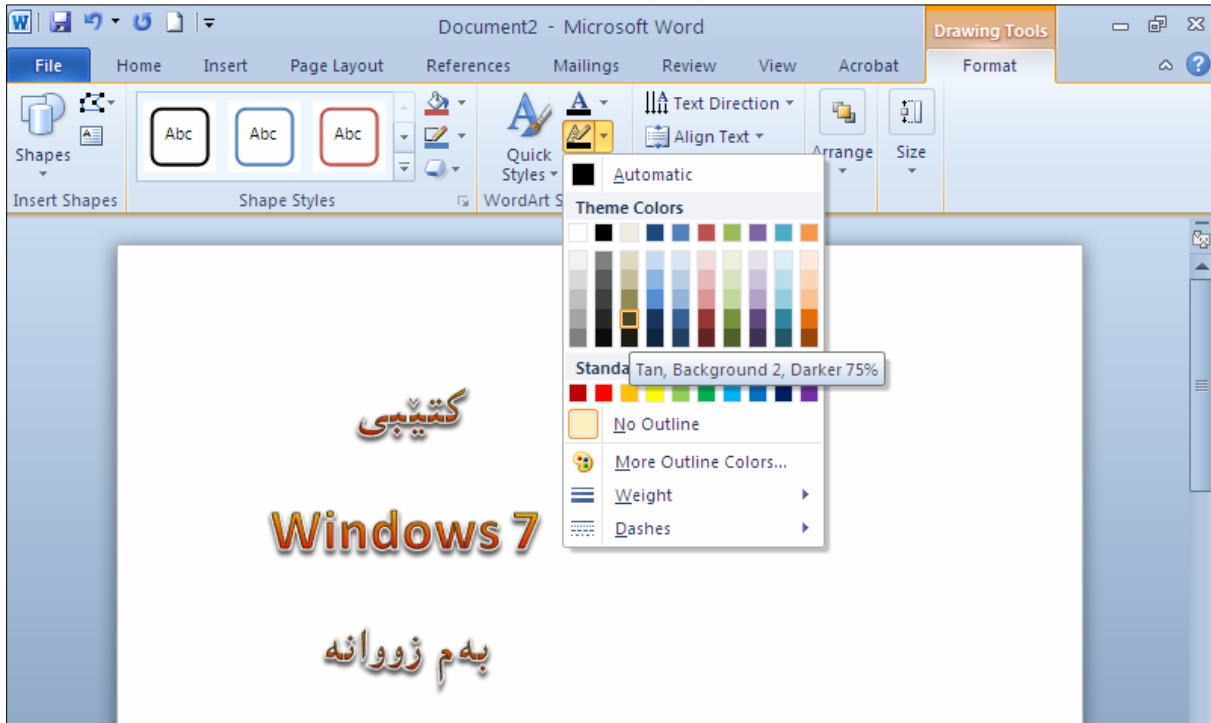 Document2 - Microsoft Word
Drawing Tools
File Home Insert Page Layout References Mailings Review View Acrobat Format
Abc Abc Abc
Shapes
Quick Styles
Text Direction
Align Text
Arrange
Size
Insert Shapes
Shape Styles
WordArt S
Automatic
Theme Colors
Standa
Tan, Background 2, Darker 75%
No Outline
More Outline Colors...
Weight
Dashes
كتێبی
Windows 7
بەم زووانە